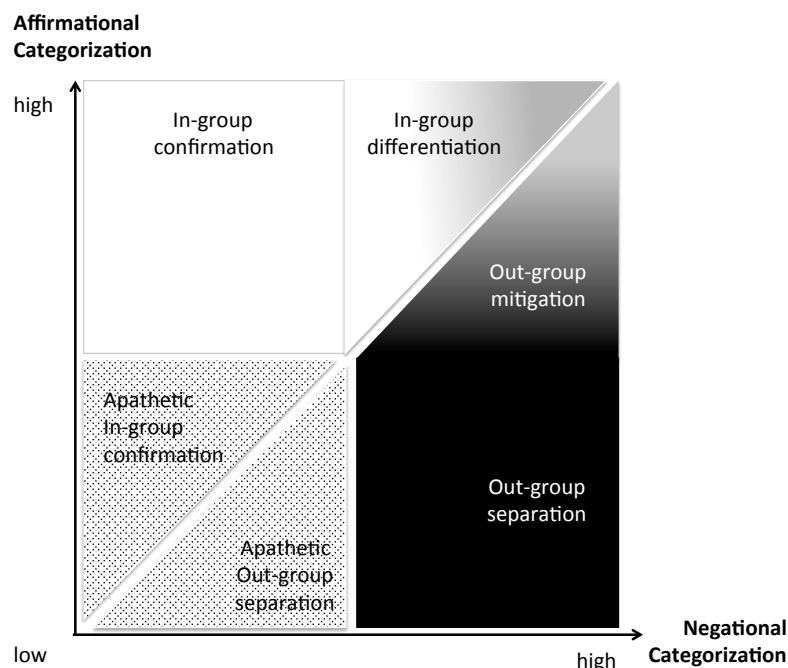 Affirmational
Categorization
high
In-group
confirmation
In-group
differentiation
Out-group
mitigation
Apathetic
In-group
confirmation
Out-group
separation
Apathetic
Out-group
separation
low
high
Negational
Categorization